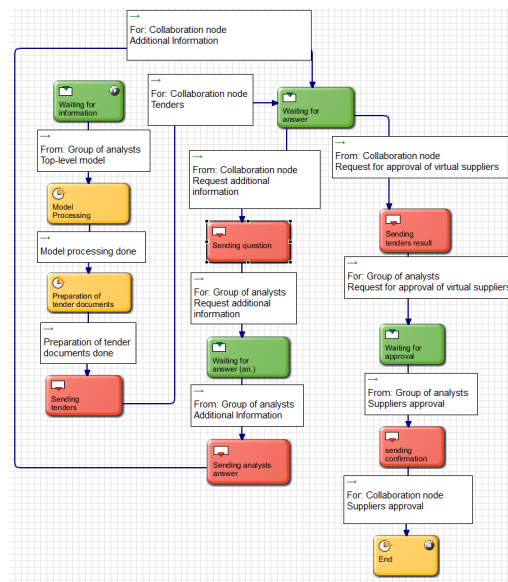 For: Collaboration node
Additional Information
Waiting for
information
For: Collaboration node
Tenders
Waiting for
answer
From: Group of analysts
Top-level model
From: Collaboration node
Request additional
information
From: Collaboration node
Request for approval of virtual suppliers
Model
Processing
Sending question
Sending
tenders result
Model processing done
For: Group of analysts
Request additional
information
For: Group of analysts
Request for approval of virtual suppliers
Preparation of
tender documents
Preparation of tender
documents done
Waiting for
answer (an.)
Waiting for
approval
Sending
tenders
From: Group of analysts
Additional Information
From: Group of analysts
Suppliers approval
Sending analysts
answer
sending
confirmation
For: Collaboration node
Suppliers approval
End